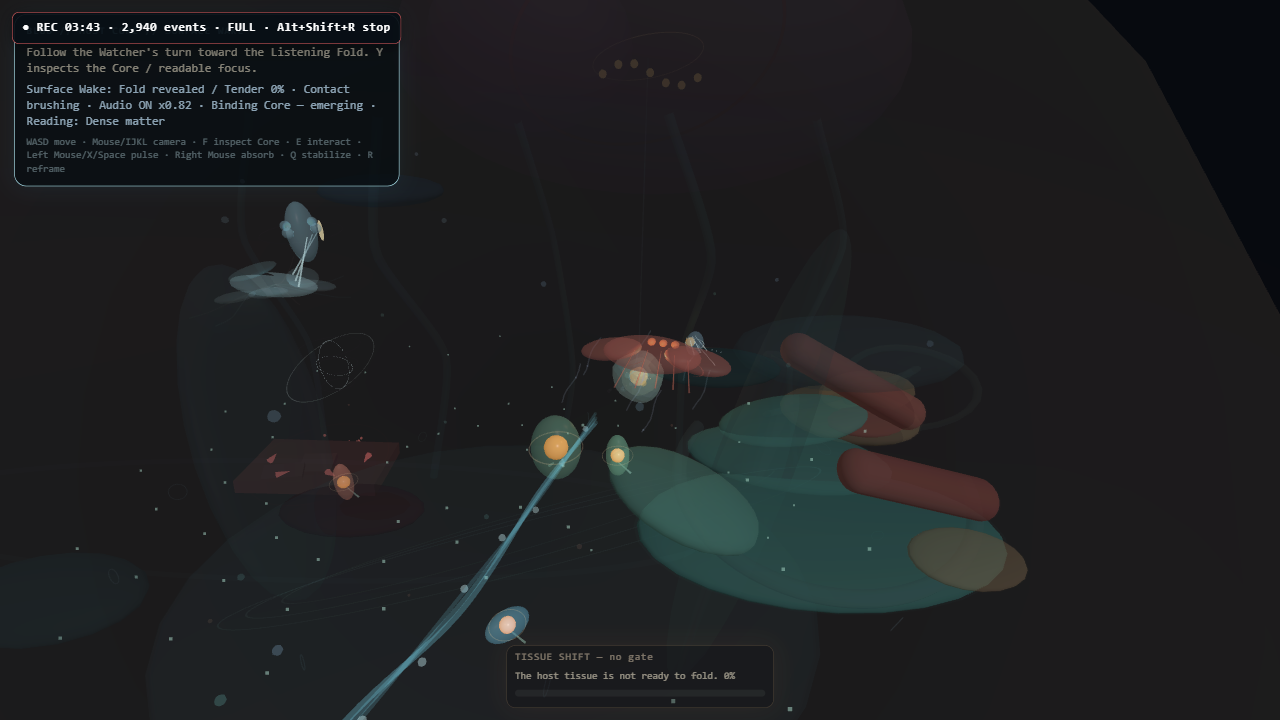 ● REC 03:43 · 2,940 events · FULL · Alt+Shift+R stop
Follow the Watcher's turn toward the Listening Fold. Y
inspects the Core / readable focus.
Surface Wake: Fold revealed / Tender 0% · Contact
brushing · Audio ON x0.82 · Binding Core — emerging ·
Reading: Dense matter
WASD move · Mouse/IJKL camera · F inspect Core · E interact ·
Left Mouse/X/Space pulse · Right Mouse absorb · Q stabilize · R
reframe
TISSUE SHIFT — no gate
The host tissue is not ready to fold. 0%